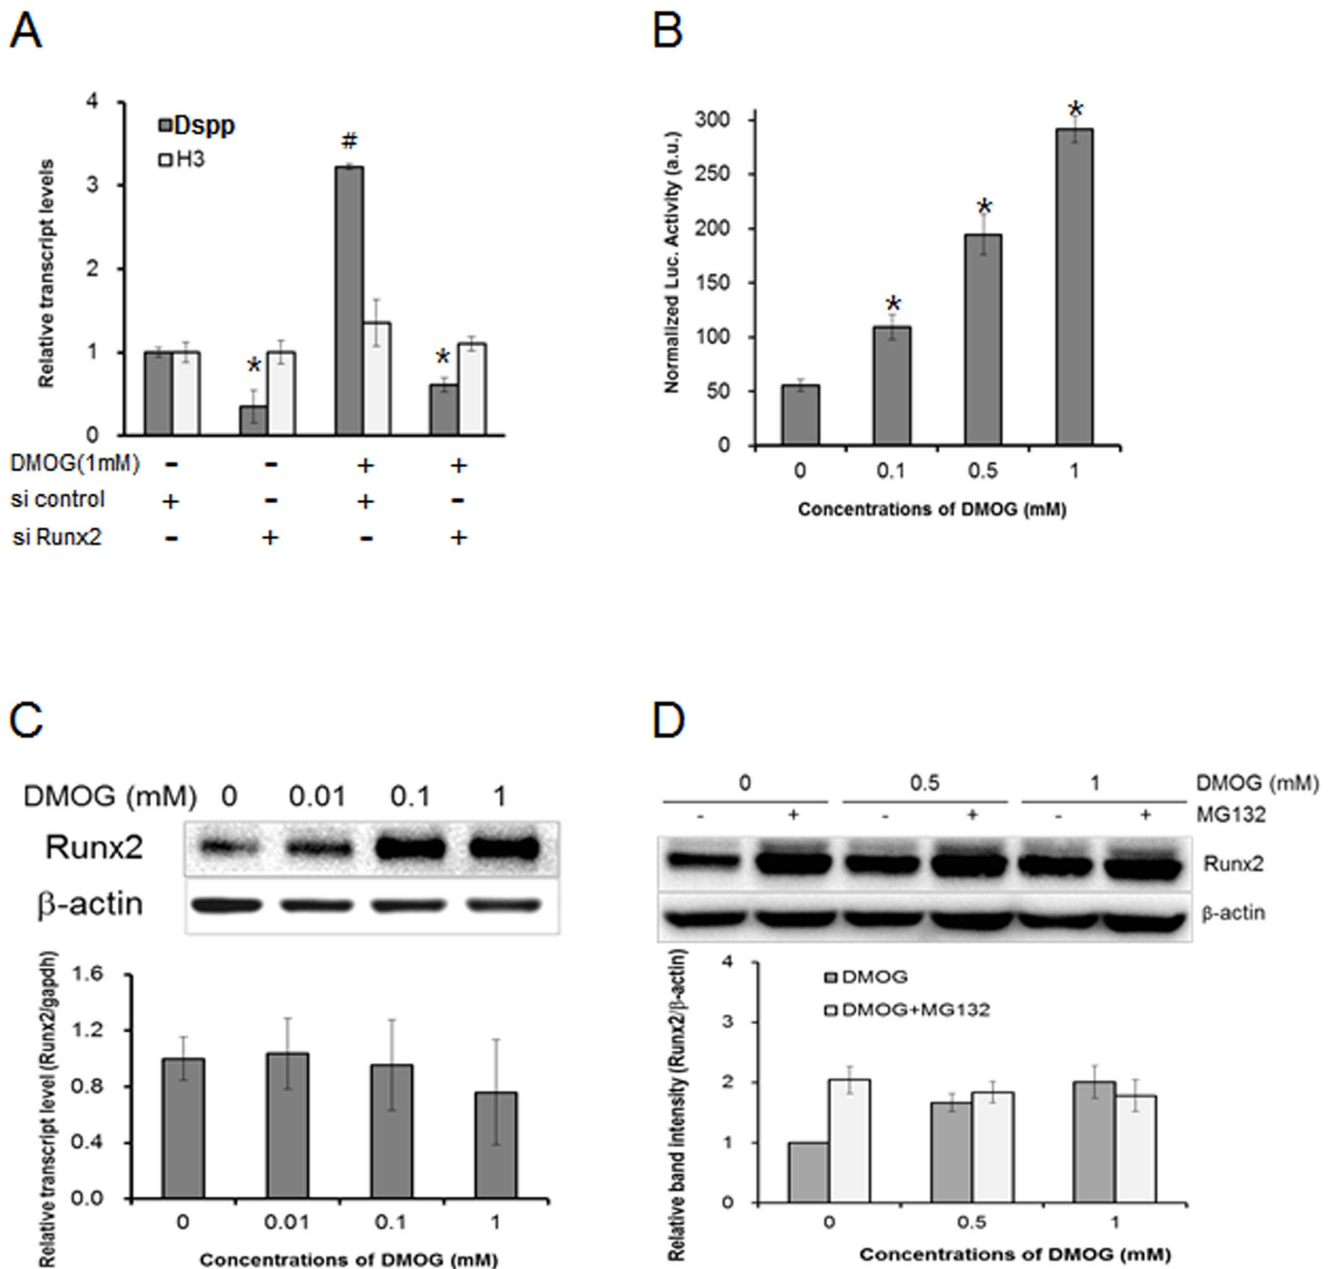 A
Relative transcript levels
4
3
2
1
0
Dspp
H3
#
*
*
DMOG(1mM) - - + +
si control + - + -
si Runx2 - + - +
B
Normalized Luc. Activity (a.u.)
300
250
200
150
100
50
0
*
*
*
0 0.1 0.5 1
Concentrations of DMOG (mM)
C
DMOG (mM) 0 0.01 0.1 1
Runx2
β-actin
Relative transcript level (Runx2/gapdh)
1.6
1.2
0.8
0.4
0.0
0 0.01 0.1 1
Concentrations of DMOG (mM)
D
0 0.5 1 DMOG (mM)
- + - + - + MG132
Runx2
β-actin
Relative band intensity (Runx2/β-actin)
4
3
2
1
0
DMOG
DMOG+MG132
0 0.5 1
Concentrations of DMOG (mM)